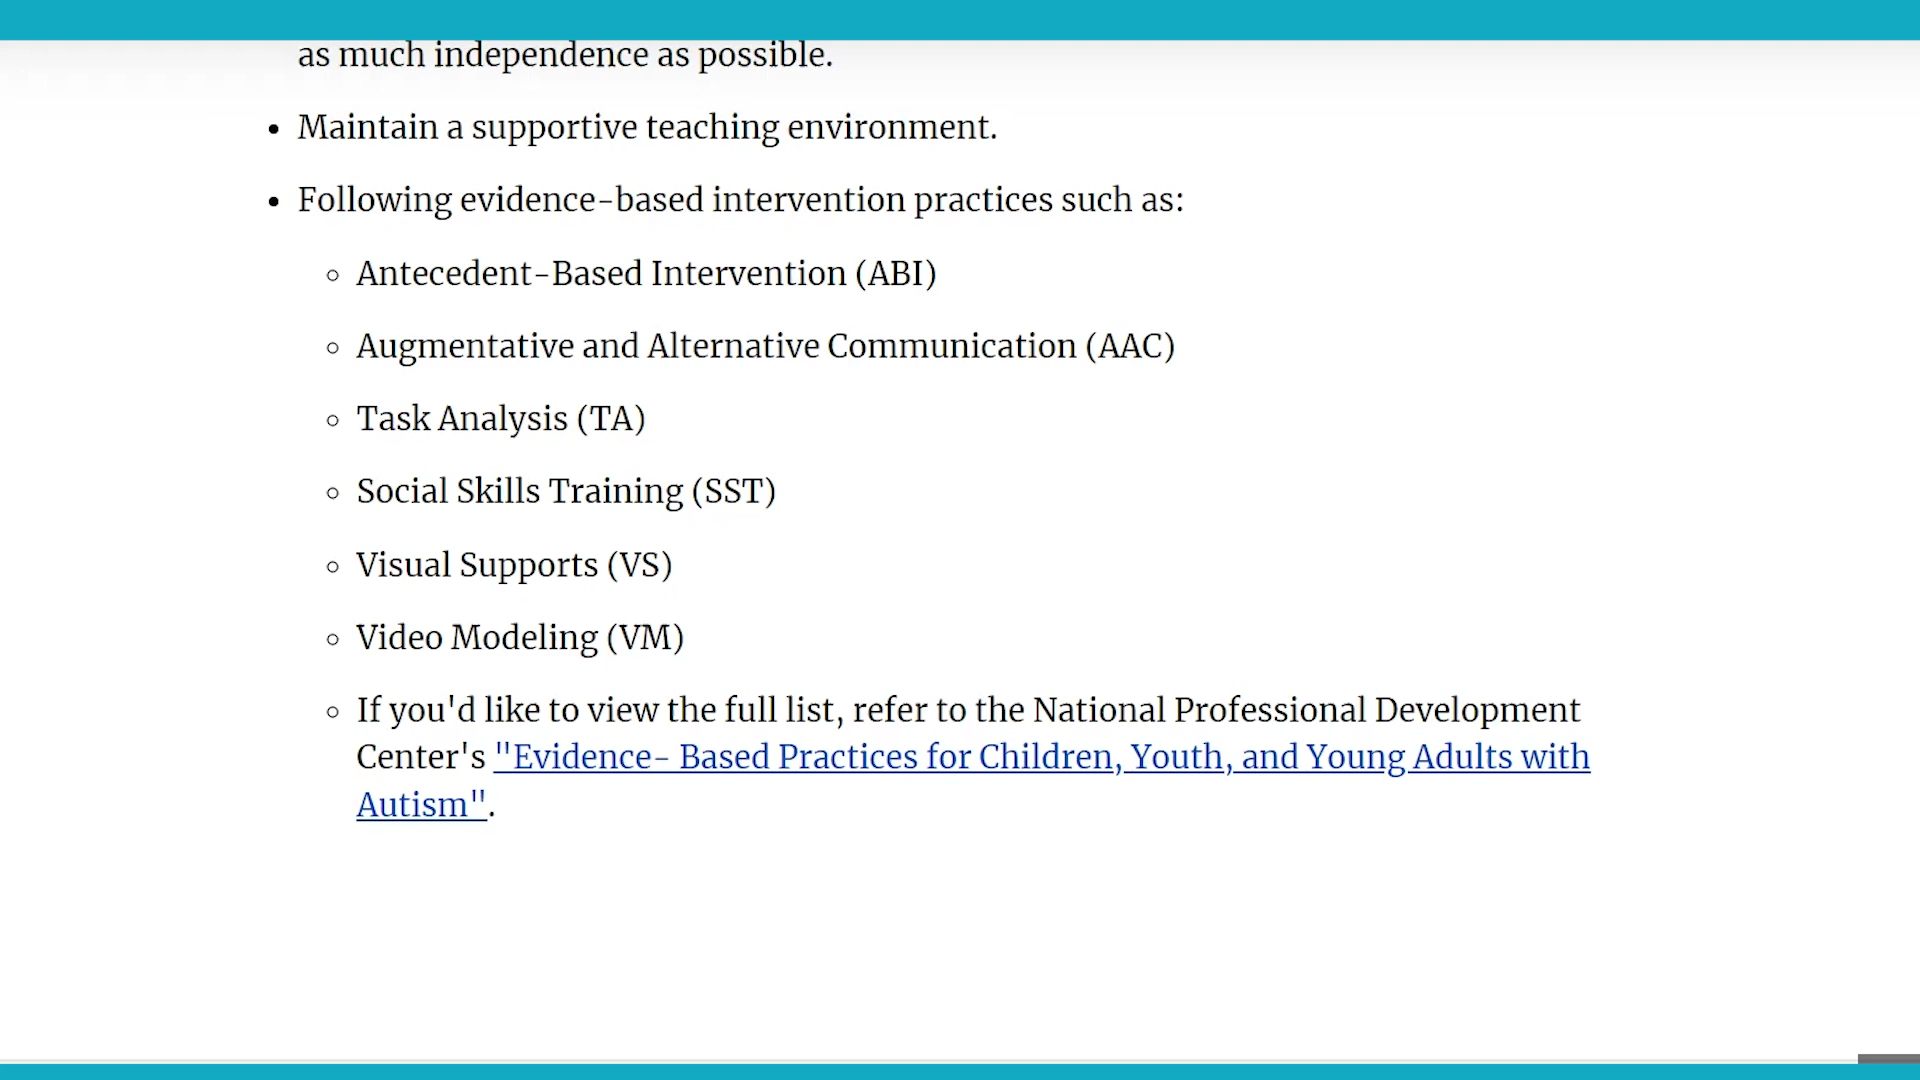 as much independence as possible.
• Maintain a supportive teaching environment.
• Following evidence-based intervention practices such as:
◦ Antecedent-Based Intervention (ABI)
◦ Augmentative and Alternative Communication (AAC)
◦ Task Analysis (TA)
◦ Social Skills Training (SST)
◦ Visual Supports (VS)
◦ Video Modeling (VM)
◦ If you'd like to view the full list, refer to the National Professional Development
Center's "Evidence- Based Practices for Children, Youth, and Young Adults with
Autism".